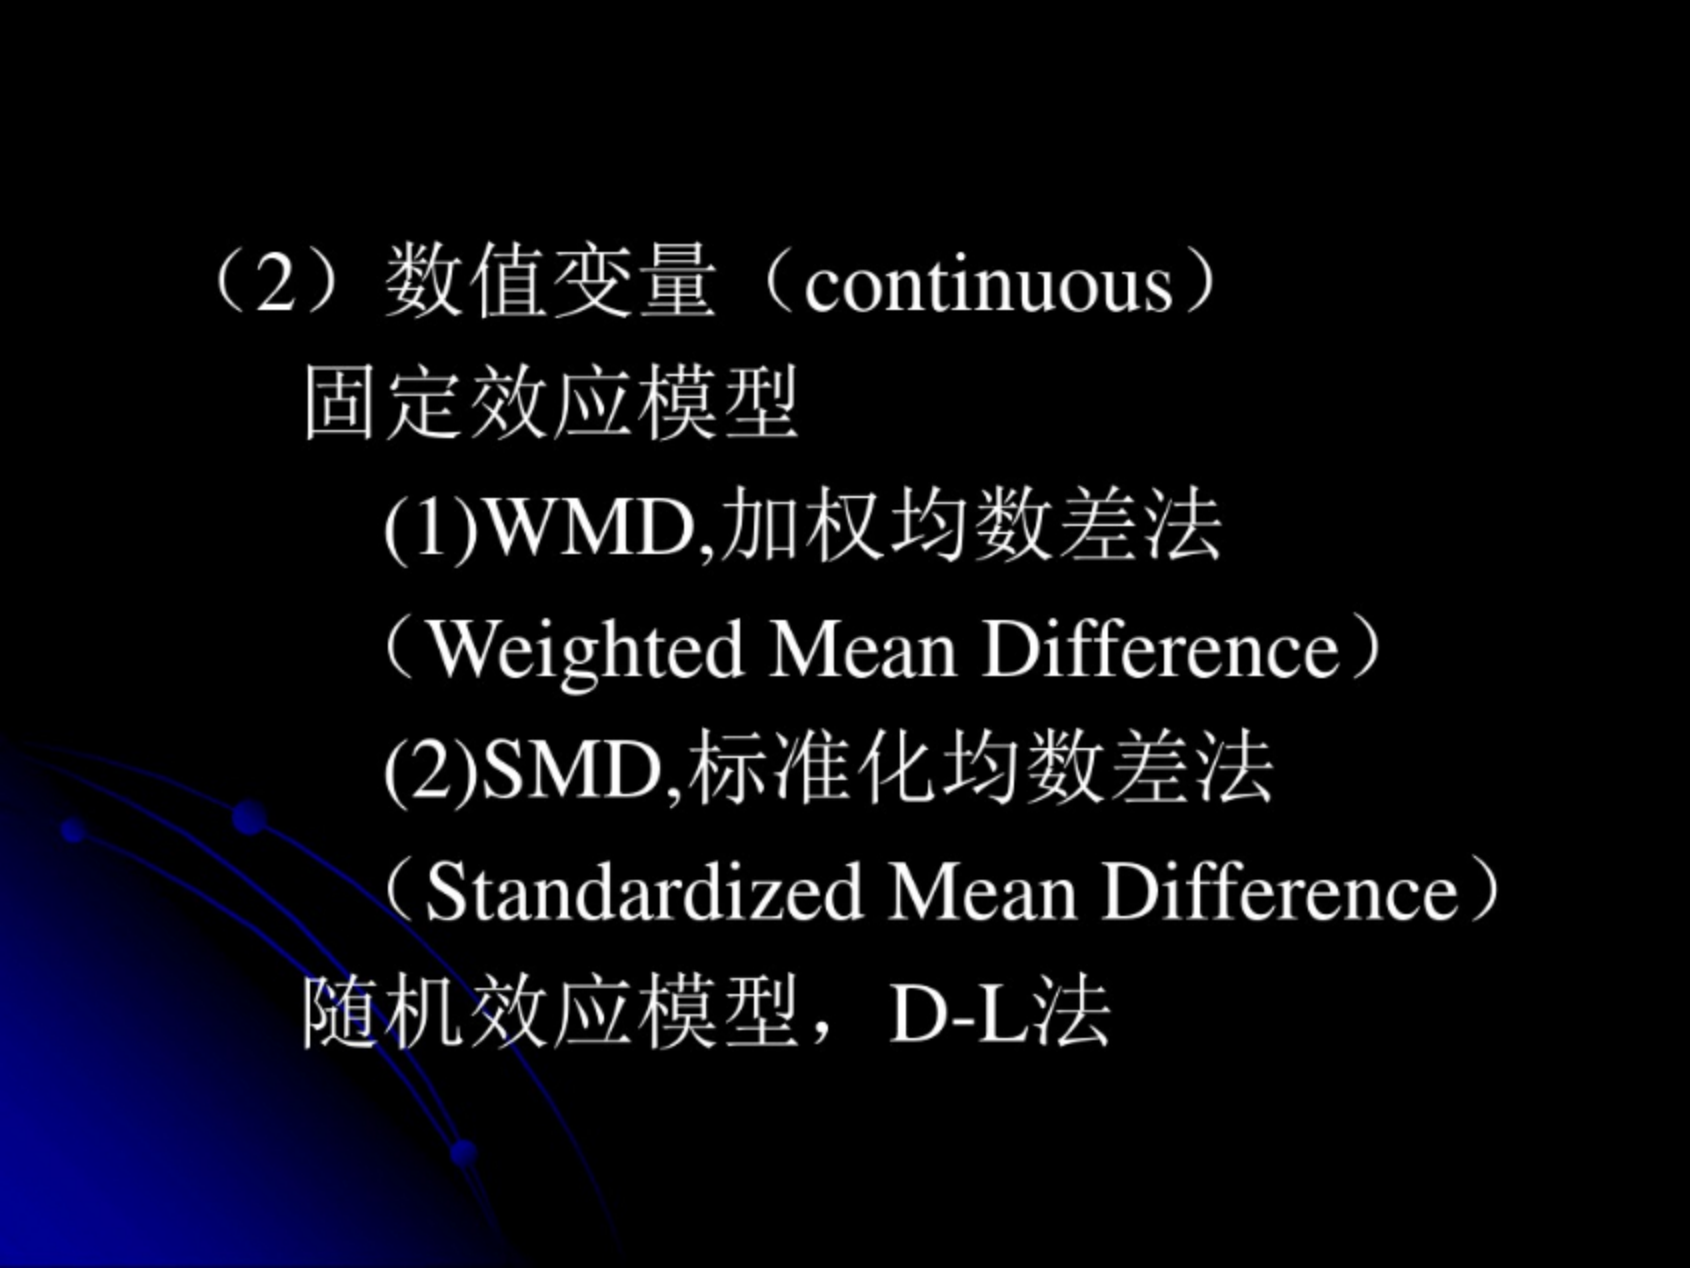 （2）数值变量（continuous）
固定效应模型
(1)WMD,加权均数差法
（Weighted Mean Difference）
(2)SMD,标准化均数差法
（Standardized Mean Difference）
随机效应模型，D-L法